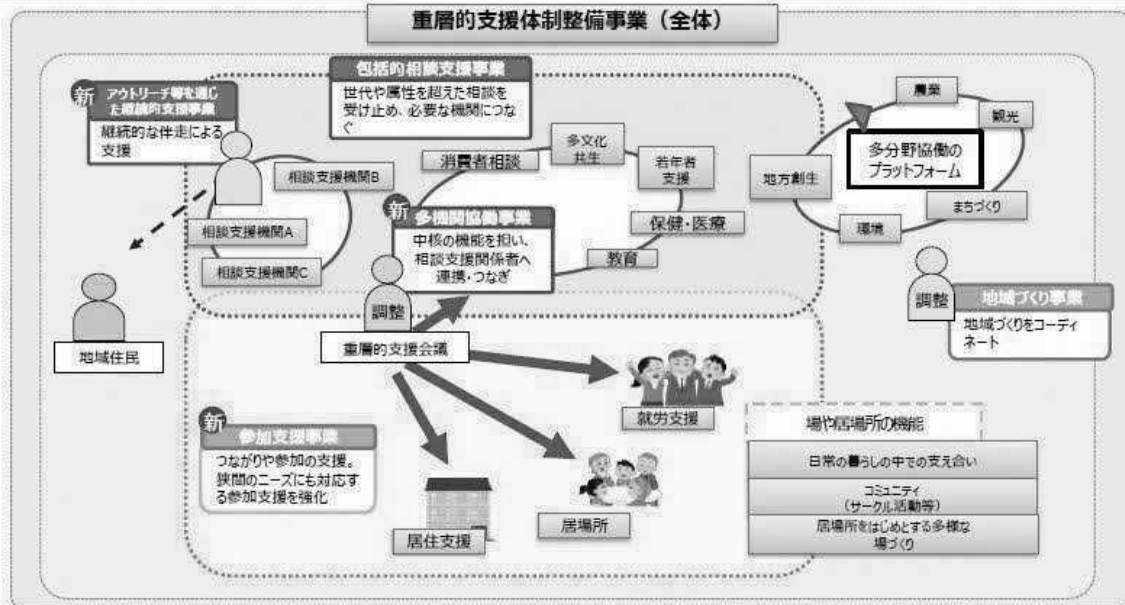 重層的支援体制整備事業（全体）
新
アウトリーチ等を通じ
た継続的支援事業
継続的な伴走による
支援
包括的相談支援事業
世代や属性を超えた相談を
受け止め、必要な機関につな
ぐ
相談支援機関B
相談支援機関A
相談支援機関C
地域住民
消費者相談
多文化
共生
若年者
支援
保健・医療
教育
新
多機関協働事業
中核の機能を担い、
相談支援関係者へ
連携・つなぎ
調整
重層的支援会議
農業
観光
まちづくり
環境
地方創生
多分野協働の
プラットフォーム
調整
地域づくり事業
地域づくりをコーディ
ネート
新
参加支援事業
つながりや参加の支援。
狭間のニーズにも対応す
る参加支援を強化
就労支援
居場所
居住支援
場や居場所の機能
日常の暮らしの中での支え合い
コミュニティ
（サークル活動等）
居場所をはじめとする多様な
場づくり